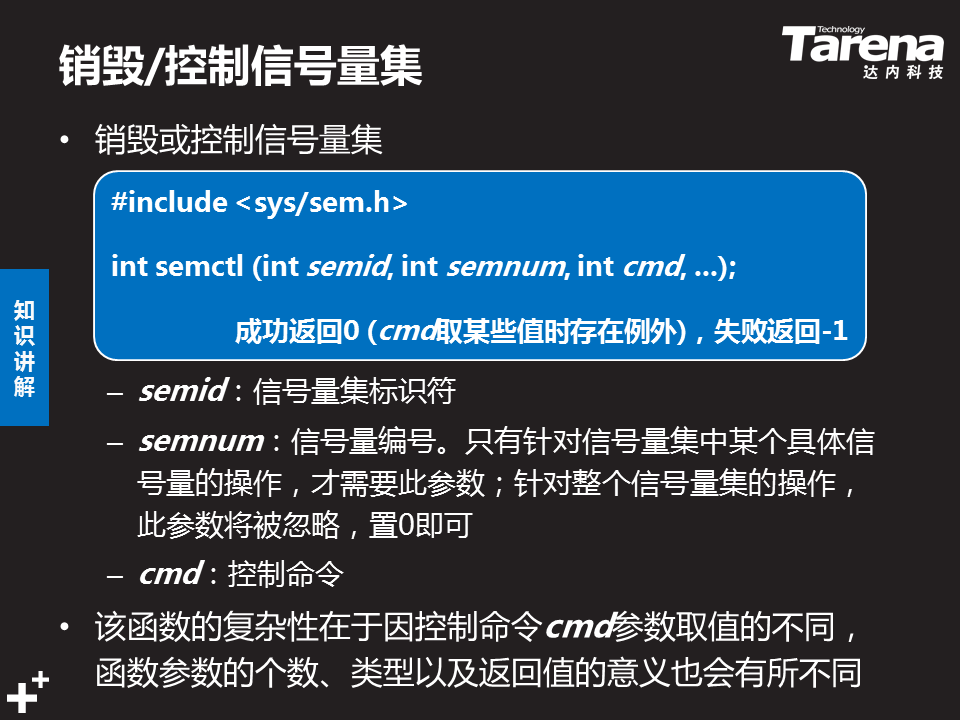 销毁/控制信号量集
Technology
Tarena
达内科技
• 销毁或控制信号量集
#include <sys/sem.h>
int semctl (int semid, int semnum, int cmd, ...);
成功返回0 (cmd取某些值时存在例外)，失败返回-1
知
识
讲
解
– semid：信号量集标识符
– semnum：信号量编号。只有针对信号量集中某个具体信
号量的操作，才需要此参数；针对整个信号量集的操作，
此参数将被忽略，置0即可
– cmd：控制命令
• 该函数的复杂性在于因控制命令cmd参数取值的不同，
函数参数的个数、类型以及返回值的意义也会有所不同